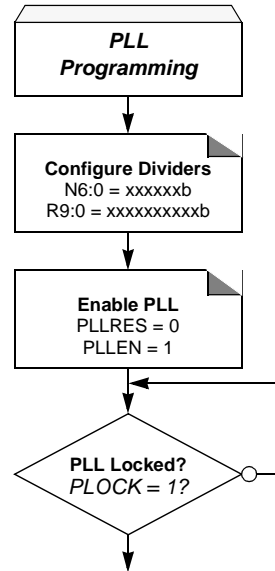 PLL
Programming
Configure Dividers
N6:0 = xxxxxxb
R9:0 = xxxxxxxxxxb
Enable PLL
PLLRES = 0
PLLEN = 1
PLL Locked?
PLOCK = 1?